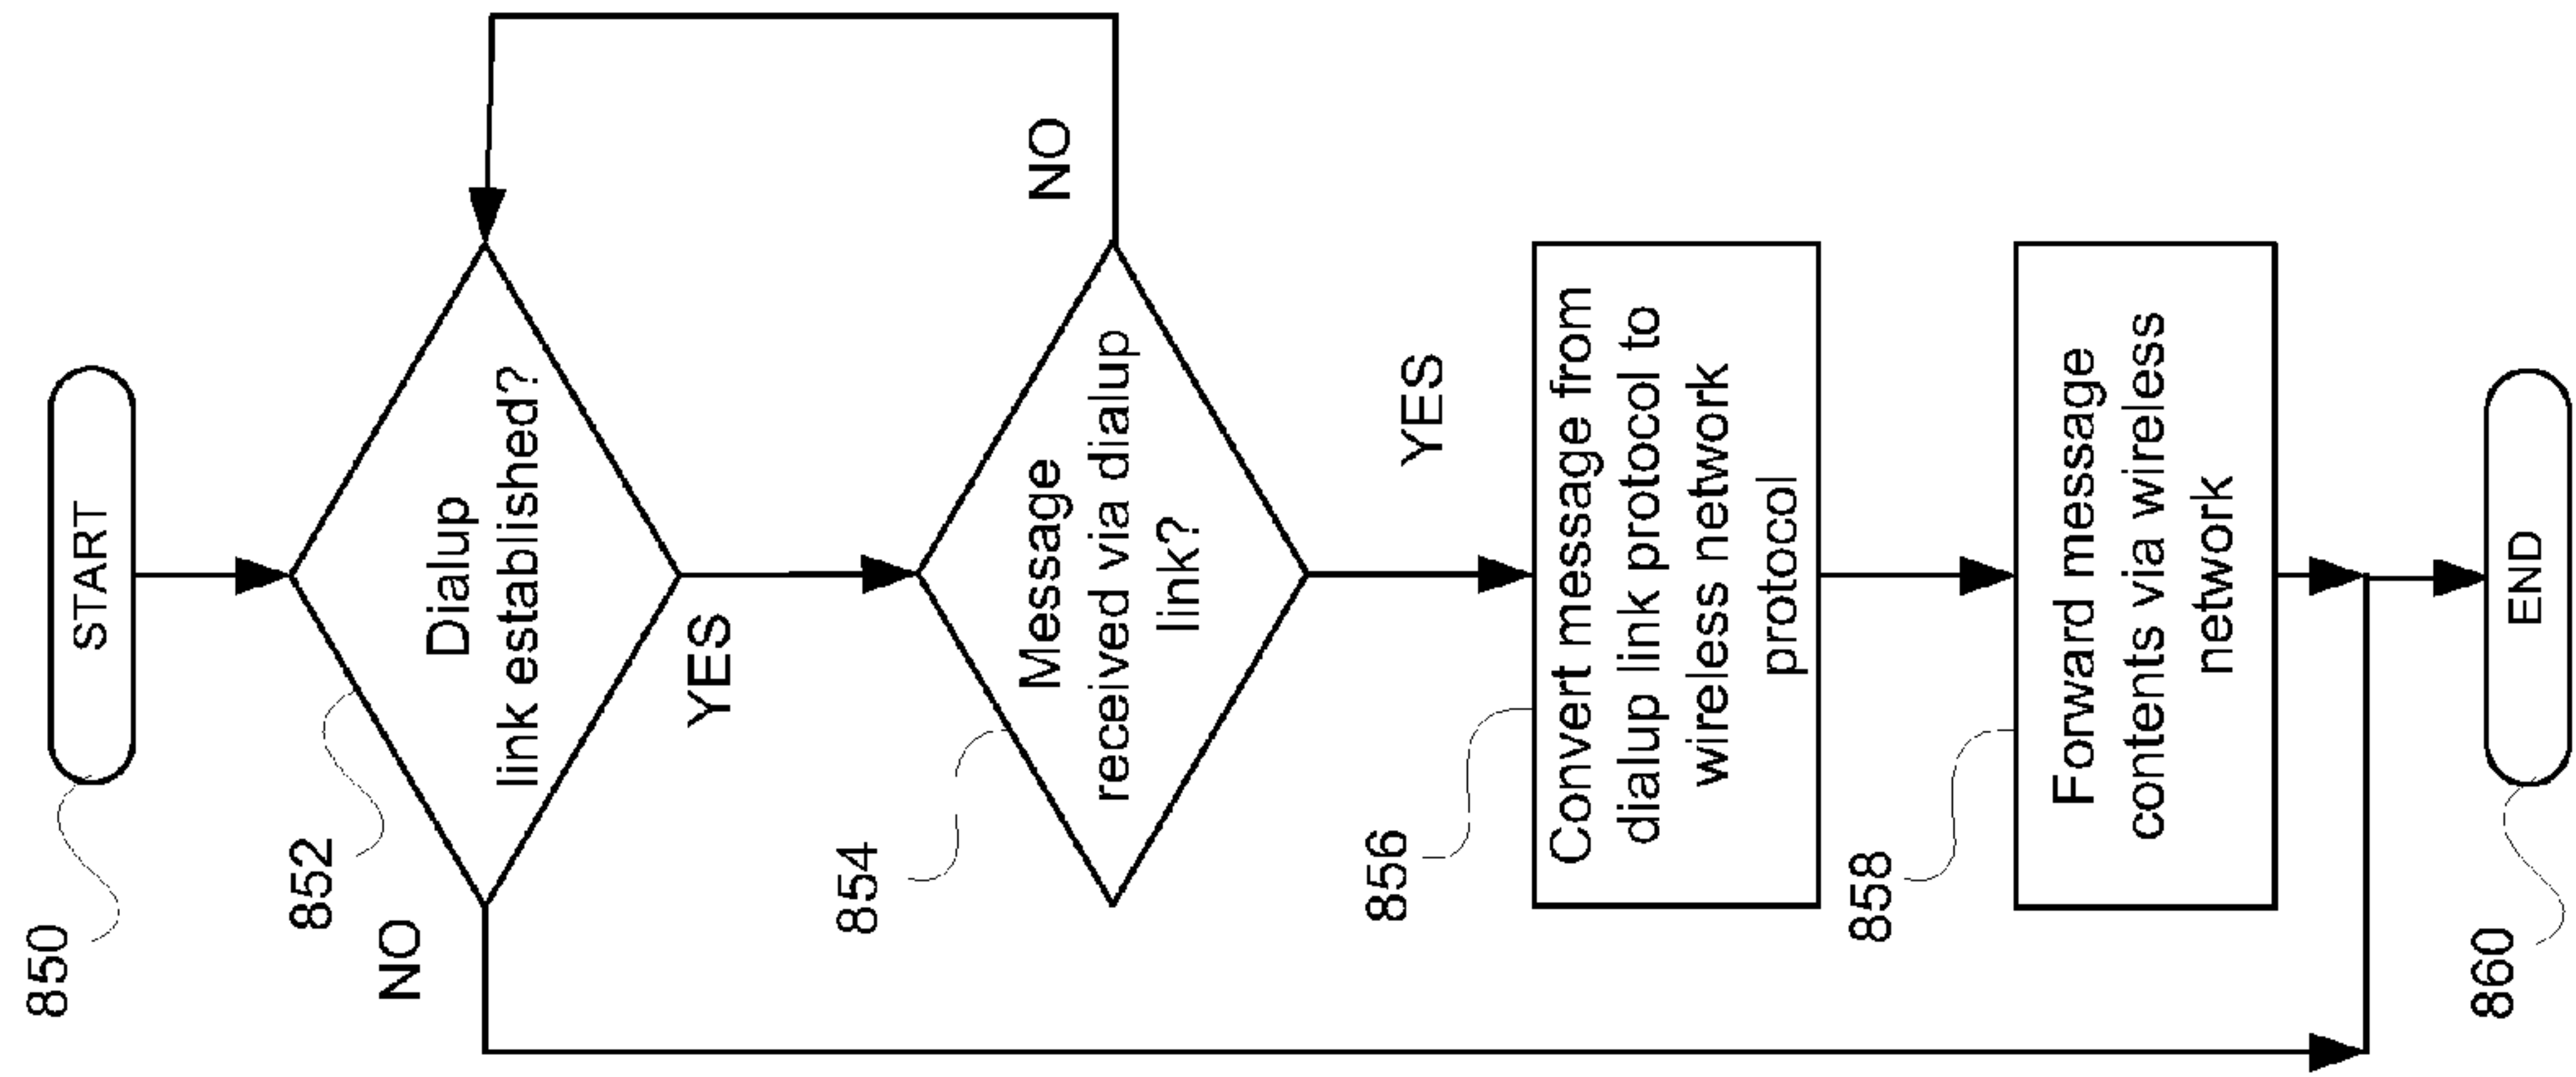 850
START
852
Dialup
link established?
NO
YES
854
Message
received via dialup
link?
NO
YES
856
Convert message from
dialup link protocol to
wireless network
protocol
858
Forward message
contents via wireless
network
860
END